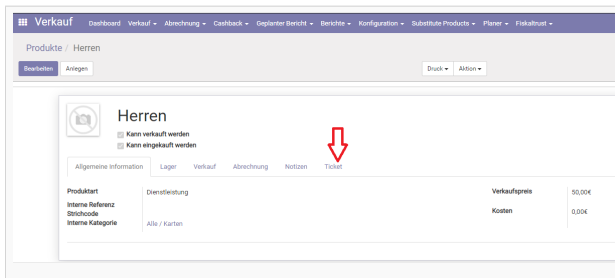 Verkauf Dashboard Verkauf Abrechnung Cashback Geplanter Bericht Berichte Konfiguration Substitute Products Planer Fiskaltrust
Produkte / Herren
Bearbeiten Anlegen Druck Aktion
Herren
Kann verkauft werden
Kann eingekauft werden
Allgemeine Information Lager Verkauf Abrechnung Notizen Ticket
Produktart Dienstleistung Verkaufspreis 50,00€
Interne Referenz
Strichcode Kosten 0,00€
Interne Kategorie Alle / Karten